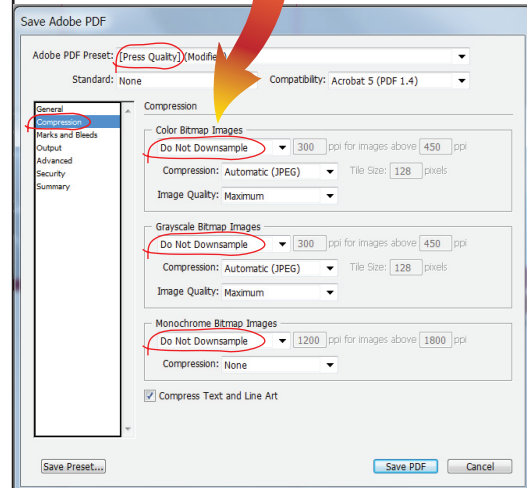 Save Adobe PDF
Adobe PDF Preset: [Press Quality] (Modified)
Standard: None Compatibility: Acrobat 5 (PDF 1.4)
General
Compression
Marks and Bleeds
Output
Advanced
Security
Summary
Compression
Color Bitmap Images
Do Not Downsample 300 ppi for images above 450 ppi
Compression: Automatic (JPEG) Tile Size: 128 pixels
Image Quality: Maximum
Grayscale Bitmap Images
Do Not Downsample 300 ppi for images above 450 ppi
Compression: Automatic (JPEG) Tile Size: 128 pixels
Image Quality: Maximum
Monochrome Bitmap Images
Do Not Downsample 1200 ppi for images above 1800 ppi
Compression: None
Compress Text and Line Art
Save Preset... Save PDF Cancel